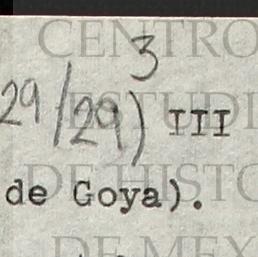 CENTRO
3
29/29) III
ESTUDI
de Goya).
DE HISTO
DE MEX